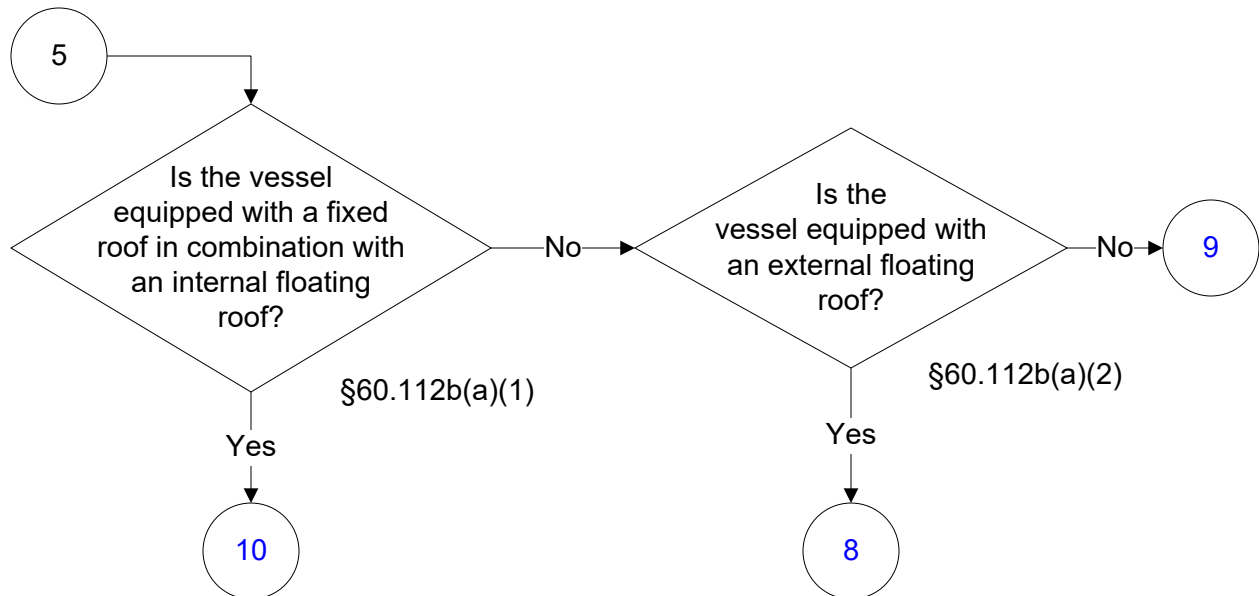 5
Is the vessel
equipped with a fixed
roof in combination with
an internal floating
roof?
No
Is the
vessel equipped with
an external floating
roof?
No
9
§60.112b(a)(1)
§60.112b(a)(2)
Yes
Yes
10
8